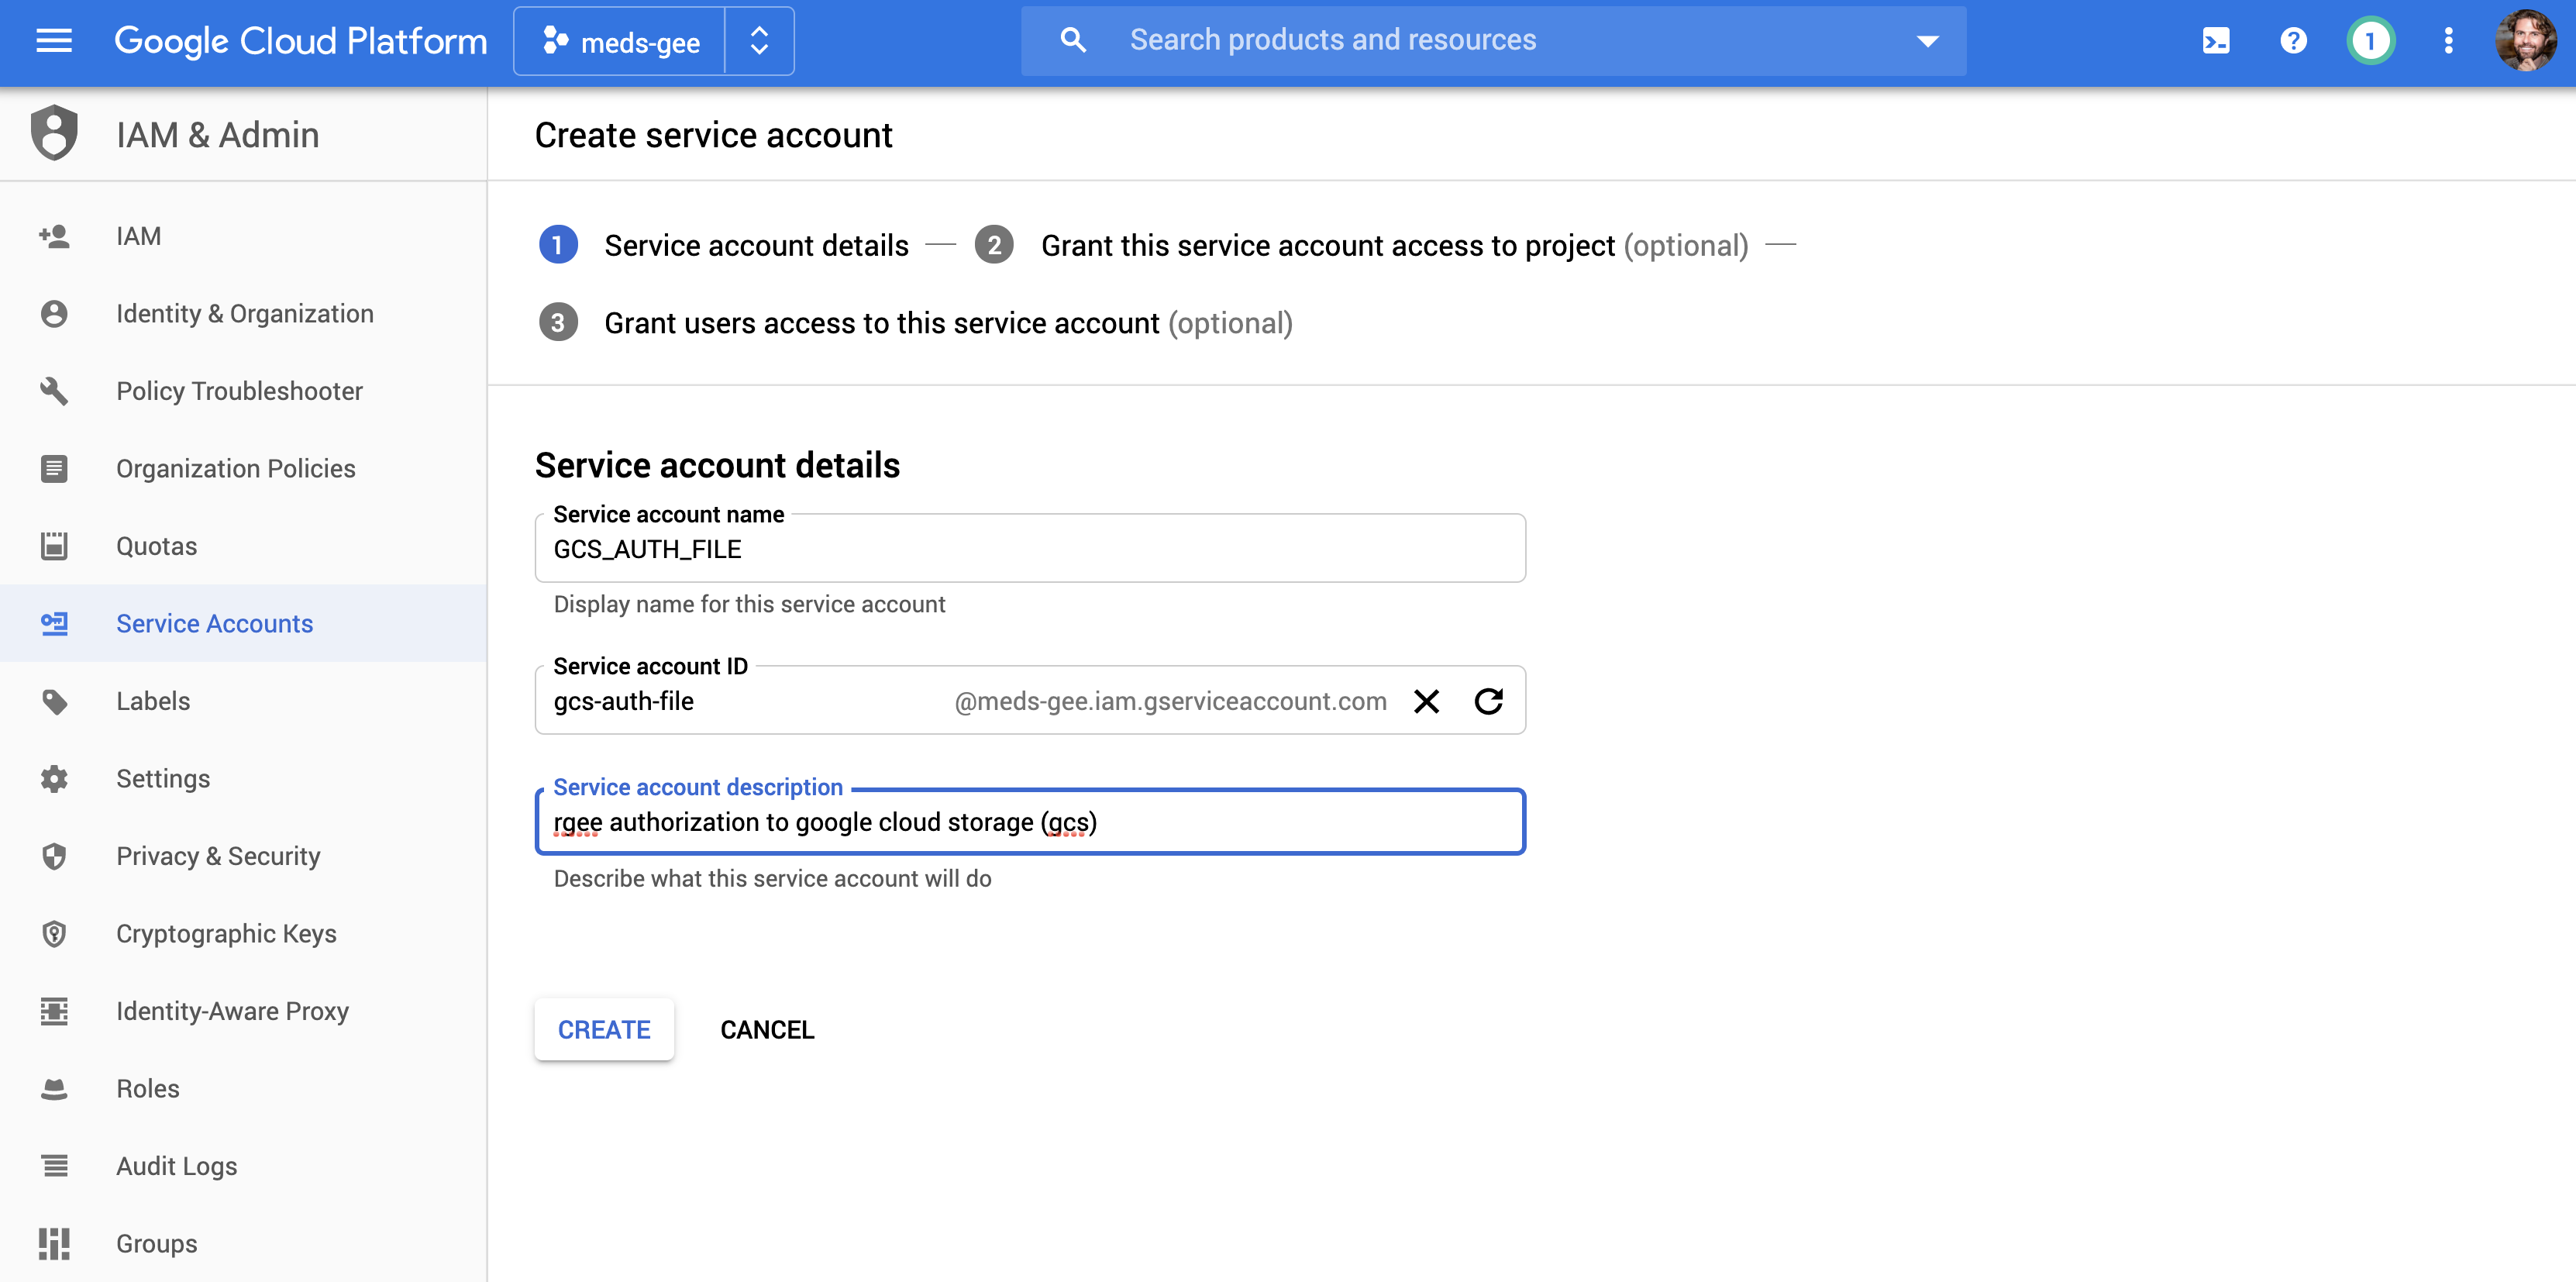 Google Cloud Platform
meds-gee
Search products and resources
1
IAM & Admin
Create service account
IAM
Identity & Organization
Policy Troubleshooter
Organization Policies
Quotas
Service Accounts
Labels
Settings
Privacy & Security
Cryptographic Keys
Identity-Aware Proxy
Roles
Audit Logs
Groups
1 Service account details — 2 Grant this service account access to project (optional) —
3 Grant users access to this service account (optional)
Service account details
Service account name
GCS_AUTH_FILE
Display name for this service account
Service account ID
gcs-auth-file @meds-gee.iam.gserviceaccount.com
Service account description
rgee authorization to google cloud storage (gcs)
Describe what this service account will do
CREATE CANCEL